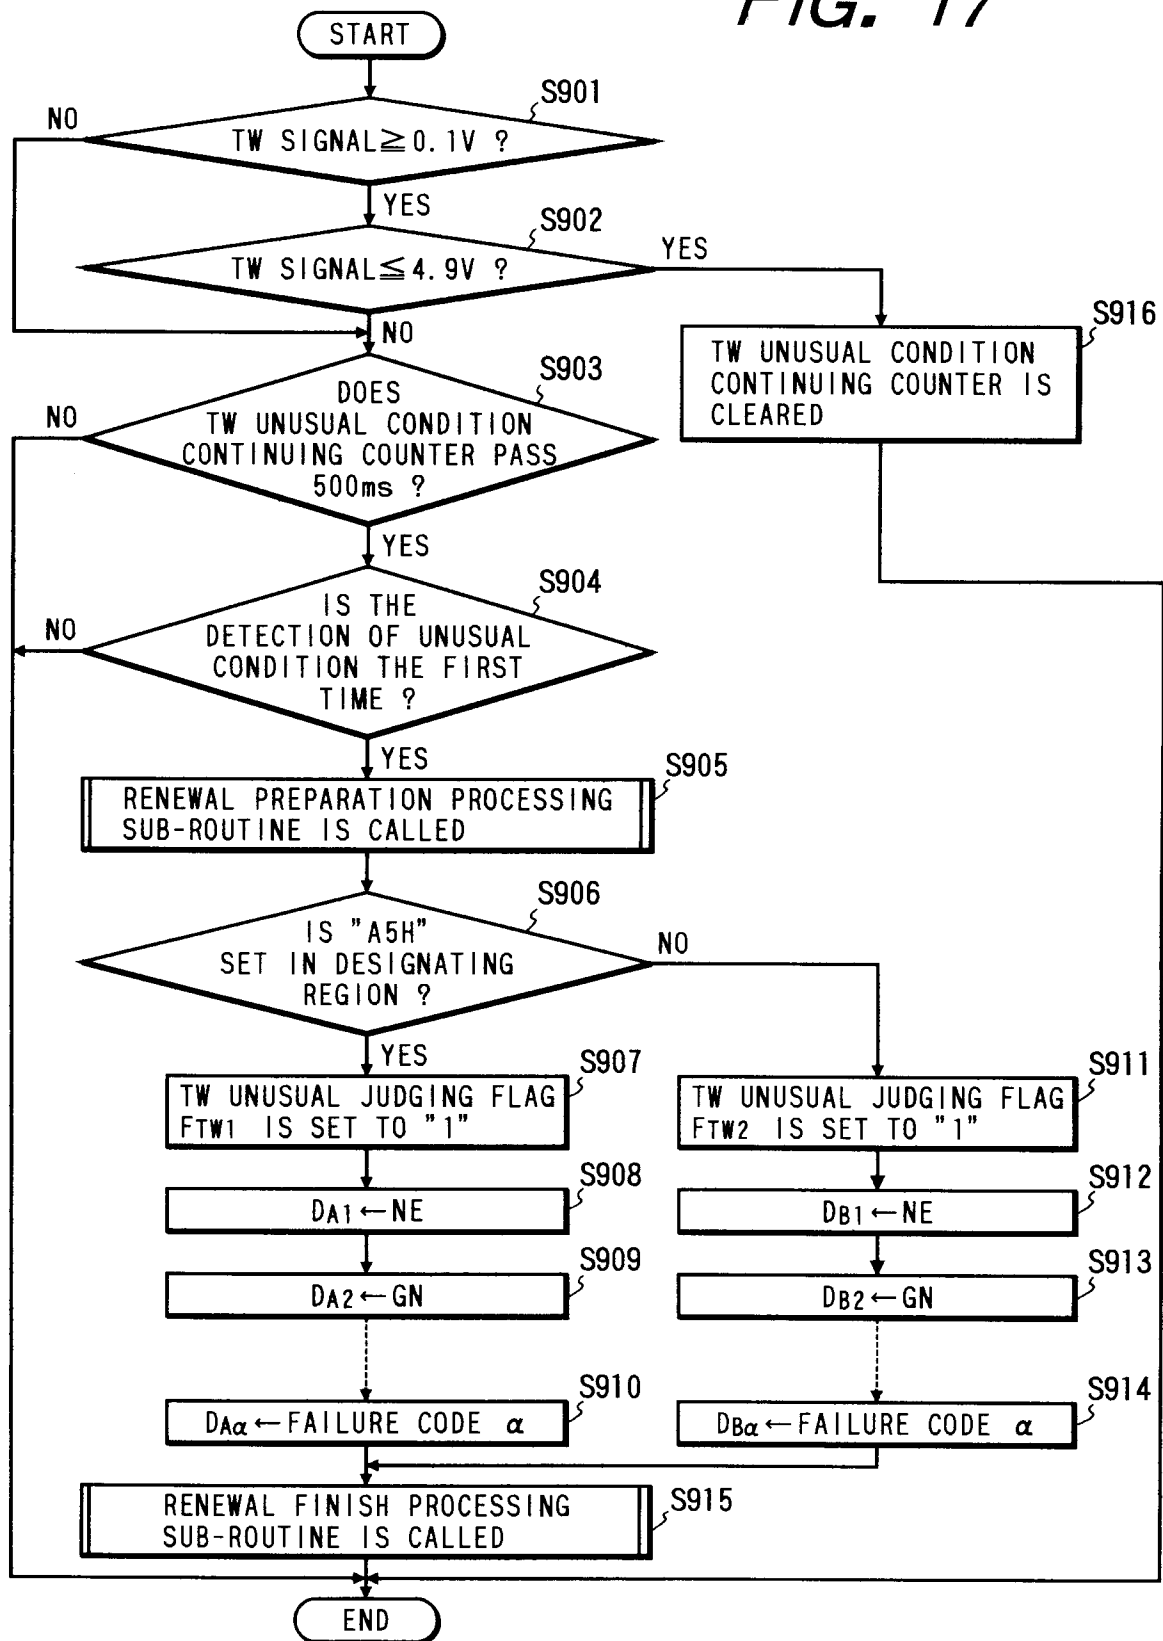 FIG. 17
START
S901
NO
TW SIGNAL≧0.1V ?
YES
S902
TW SIGNAL≦4.9V ?
YES
NO
S916
TW UNUSUAL CONDITION
CONTINUING COUNTER IS
CLEARED
S903
NO
DOES
TW UNUSUAL CONDITION
CONTINUING COUNTER PASS
500ms ?
YES
S904
NO
IS THE
DETECTION OF UNUSUAL
CONDITION THE FIRST
TIME ?
YES
S905
RENEWAL PREPARATION PROCESSING
SUB-ROUTINE IS CALLED
S906
IS "A5H"
SET IN DESIGNATING
REGION ?
NO
YES
S907
TW UNUSUAL JUDGING FLAG
FTW1 IS SET TO "1"
S908
DA1←NE
S909
DA2←GN
S910
DAα←FAILURE CODE α
S911
TW UNUSUAL JUDGING FLAG
FTW2 IS SET TO "1"
S912
DB1←NE
S913
DB2←GN
S914
DBα←FAILURE CODE α
S915
RENEWAL FINISH PROCESSING
SUB-ROUTINE IS CALLED
END